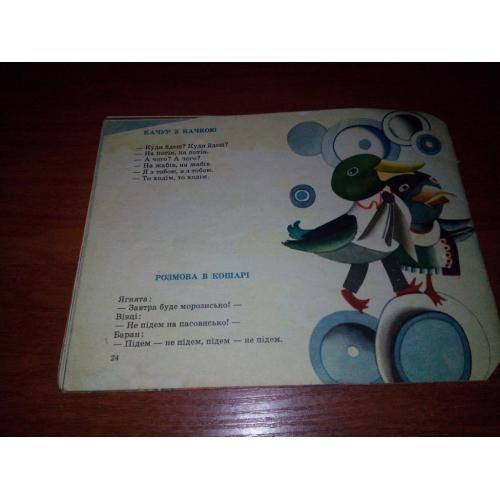 КАЧУР З КАЧКОЮ
— Куди йдеш? Куди йдеш?
— На потік, на потік.
— А чого? А чого?
— На жабів, на жабів.
— Я з тобою, я з тобою.
— То ходім, то ходім.
РОЗМОВА В КОШАРІ
Ягнята:
— Завтра буде морозисько! —
Вівці:
— Не підем на пасовисько! —
Баран:
— Підем — не підем, підем — не підем.
24